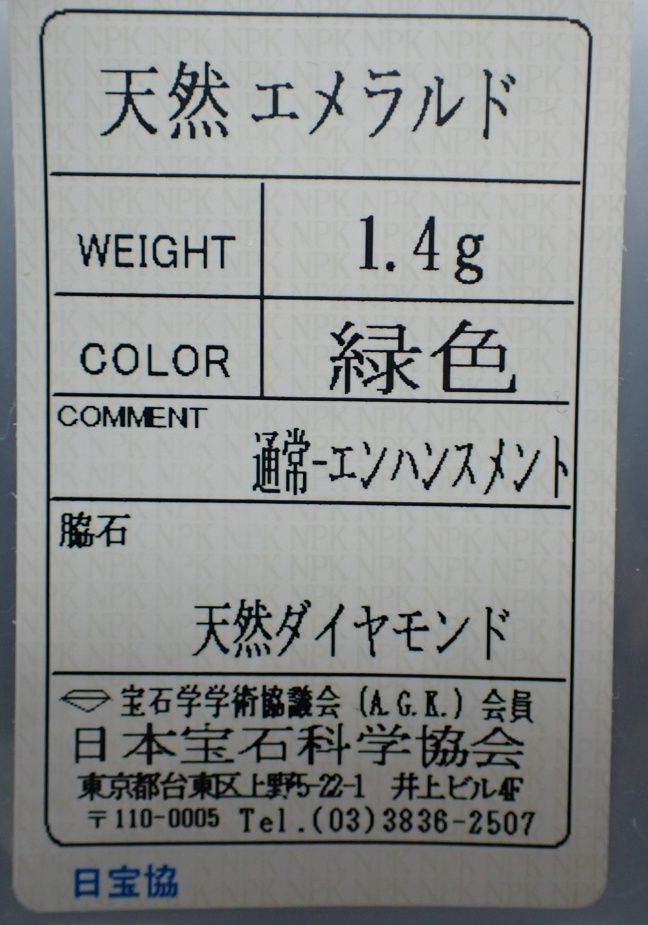 天然 エメラルド
WEIGHT 1.4g
COLOR 緑色
COMMENT
通常-エンハンスメント
脇石
天然ダイヤモンド
宝石学学術協議会 (A.G.K.) 会員
日本宝石科学協会
東京都台東区上野5-22-1 井上ビル4F
〒110-0005 Tel.(03)3836-2507
日宝協